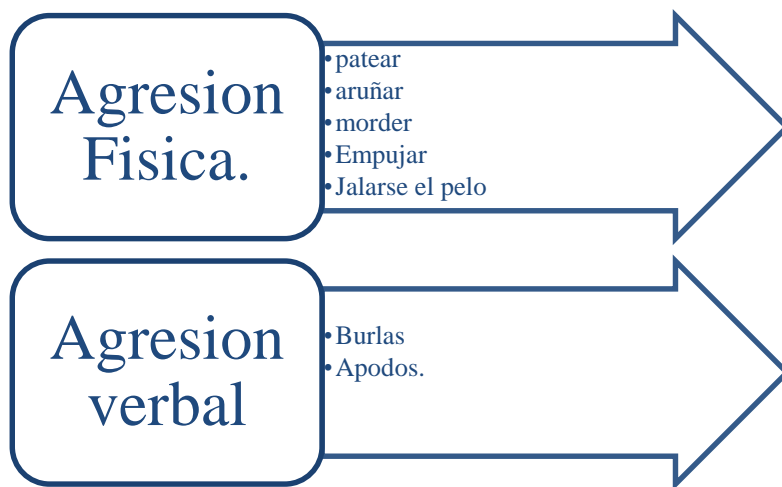 Agresion
Fisica.
• patear
• aruñar
• morder
• Empujar
• Jalarse el pelo
Agresion
verbal
• Burlas
• Apodos.